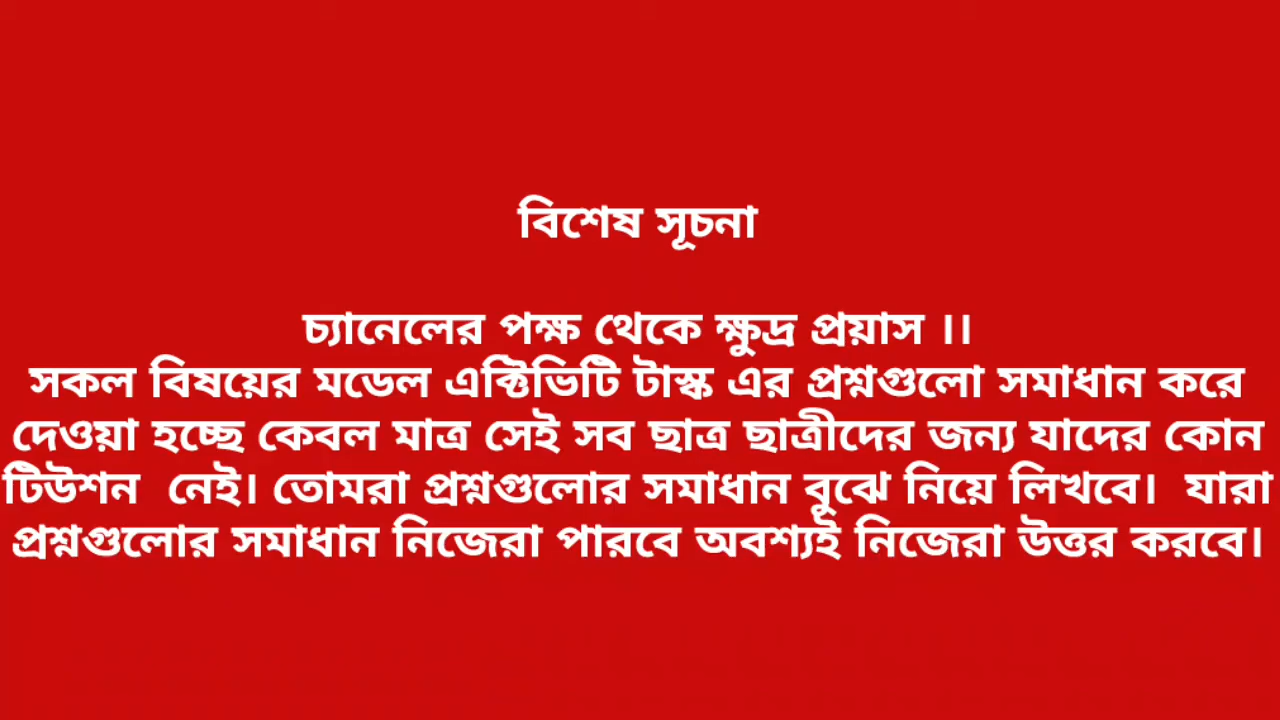 বিশেষ সূচনা
চ্যানেলের পক্ষ থেকে ক্ষুদ্র প্রয়াস ।।
সকল বিষয়ের মডেল এক্টিভিটি টাস্ক এর প্রশ্নগুলো সমাধান করে
দেওয়া হচ্ছে কেবল মাত্র সেই সব ছাত্র ছাত্রীদের জন্য যাদের কোন
টিউশন নেই। তোমরা প্রশ্নগুলোর সমাধান বুঝে নিয়ে লিখবে। যারা
প্রশ্নগুলোর সমাধান নিজেরা পারবে অবশ্যই নিজেরা উত্তর করবে।